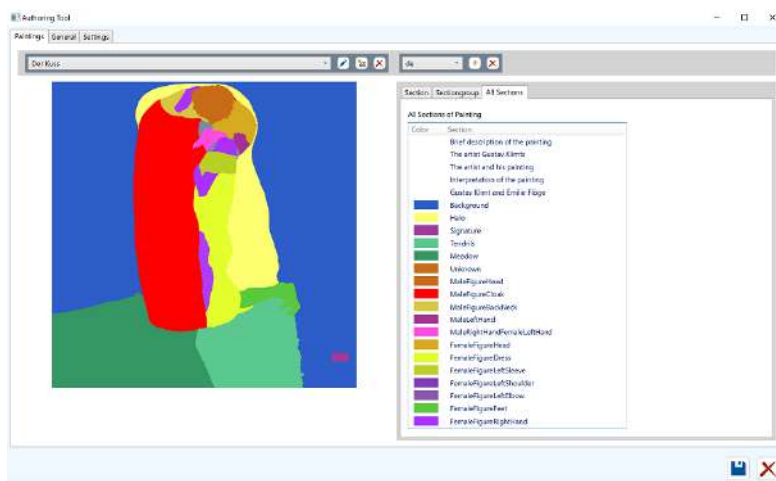 Authoring Tool
Paintings General Settings
Der Kuss
de
Section Sectiongroup All Sections
All Sections of Painting
Color Section
Brief description of the painting
The artist Gustav Klimts
The artist and his painting
Interpretation of the painting
Gustav Klimt and Emilie Flöge
Background
Halo
Signature
Tendrils
Meadow
Unknown
MaleFigureHead
MaleFigureCloak
MaleFigureBackNeck
MaleLeftHand
MaleRightHandFemaleLeftHand
FemaleFigureHead
FemaleFigureDress
FemaleFigureLeftSleeve
FemaleFigureLeftShoulder
FemaleFigureLeftElbow
FemaleFigureFeet
FemaleFigureRightHand